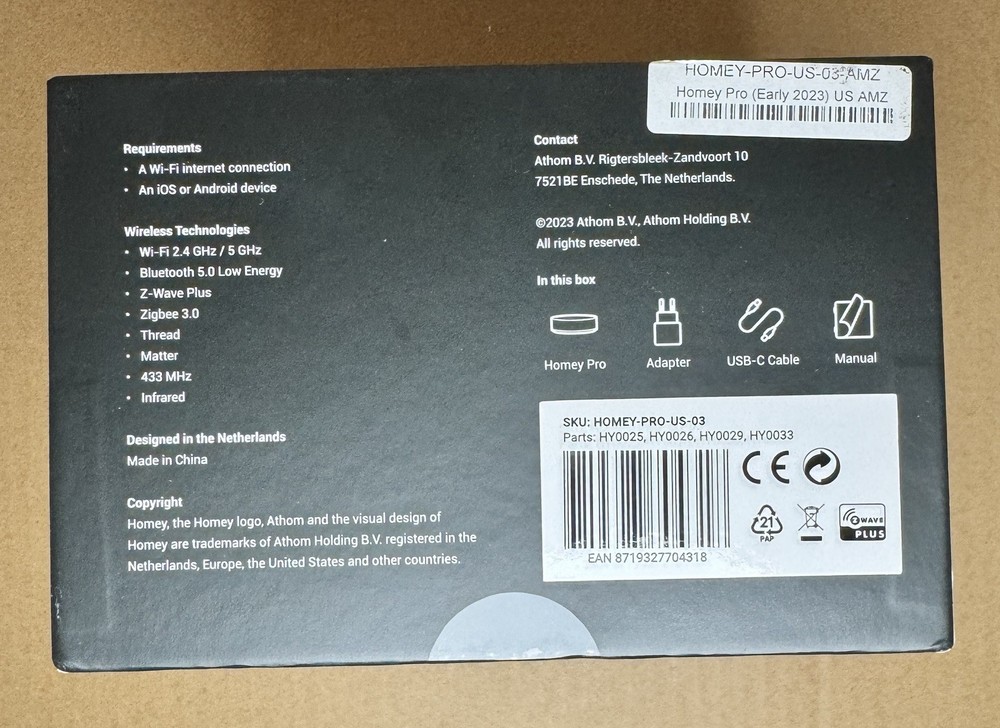 HOMEY-PRO-US-03-AMZ
Homey Pro (Early 2023) US AMZ
Requirements
• A Wi-Fi internet connection
• An iOS or Android device
Wireless Technologies
• Wi-Fi 2.4 GHz / 5 GHz
• Bluetooth 5.0 Low Energy
• Z-Wave Plus
• Zigbee 3.0
• Thread
• Matter
• 433 MHz
• Infrared
Designed in the Netherlands
Made in China
Copyright
Homey, the Homey logo, Athom and the visual design of
Homey are trademarks of Athom Holding B.V. registered in the
Netherlands, Europe, the United States and other countries.
Contact
Athom B.V. Rigtersbleek-Zandvoort 10
7521BE Enschede, The Netherlands.
©2023 Athom B.V., Athom Holding B.V.
All rights reserved.
In this box
Homey Pro Adapter USB-C Cable Manual
SKU: HOMEY-PRO-US-03
Parts: HY0025, HY0026, HY0029, HY0033
CE
21
PAP
Z WAVE
PLUS
EAN 8719327704318